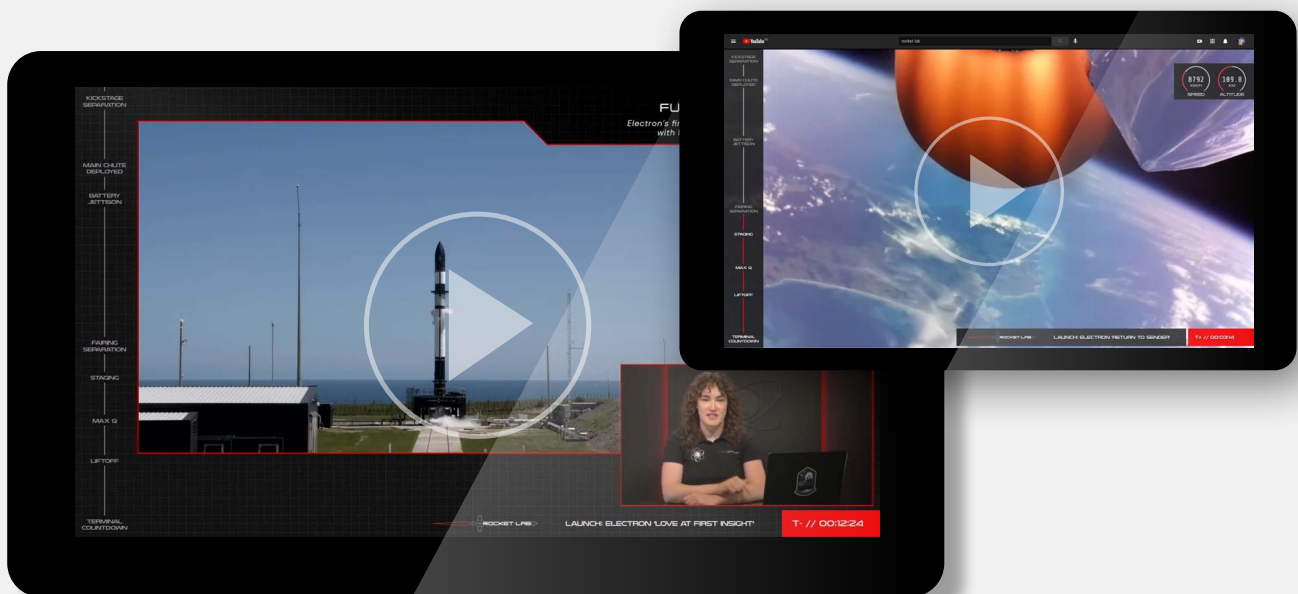 KICKSTAGE
SEPARATION
MAIN CHUTE
DEPLOYED
BATTERY
JETTISON
FAIRING
SEPARATION
STAGING
MAX Q
LIFTOFF
TERMINAL
COUNTDOWN
FU
Electron's fir
with
ROCKET LAB
LAUNCH: ELECTRON 'LOVE AT FIRST INSIGHT'
T- // 00:12:24
YouTube
rocket lab
KICKSTAGE
SEPARATION
MAIN CHUTE
DEPLOYED
BATTERY
JETTISON
FAIRING
SEPARATION
STAGING
MAX Q
LIFTOFF
TERMINAL
COUNTDOWN
8792
SPEED
109.8
ALTITUDE
ROCKET LAB
LAUNCH: ELECTRON 'RETURN TO SENDER'